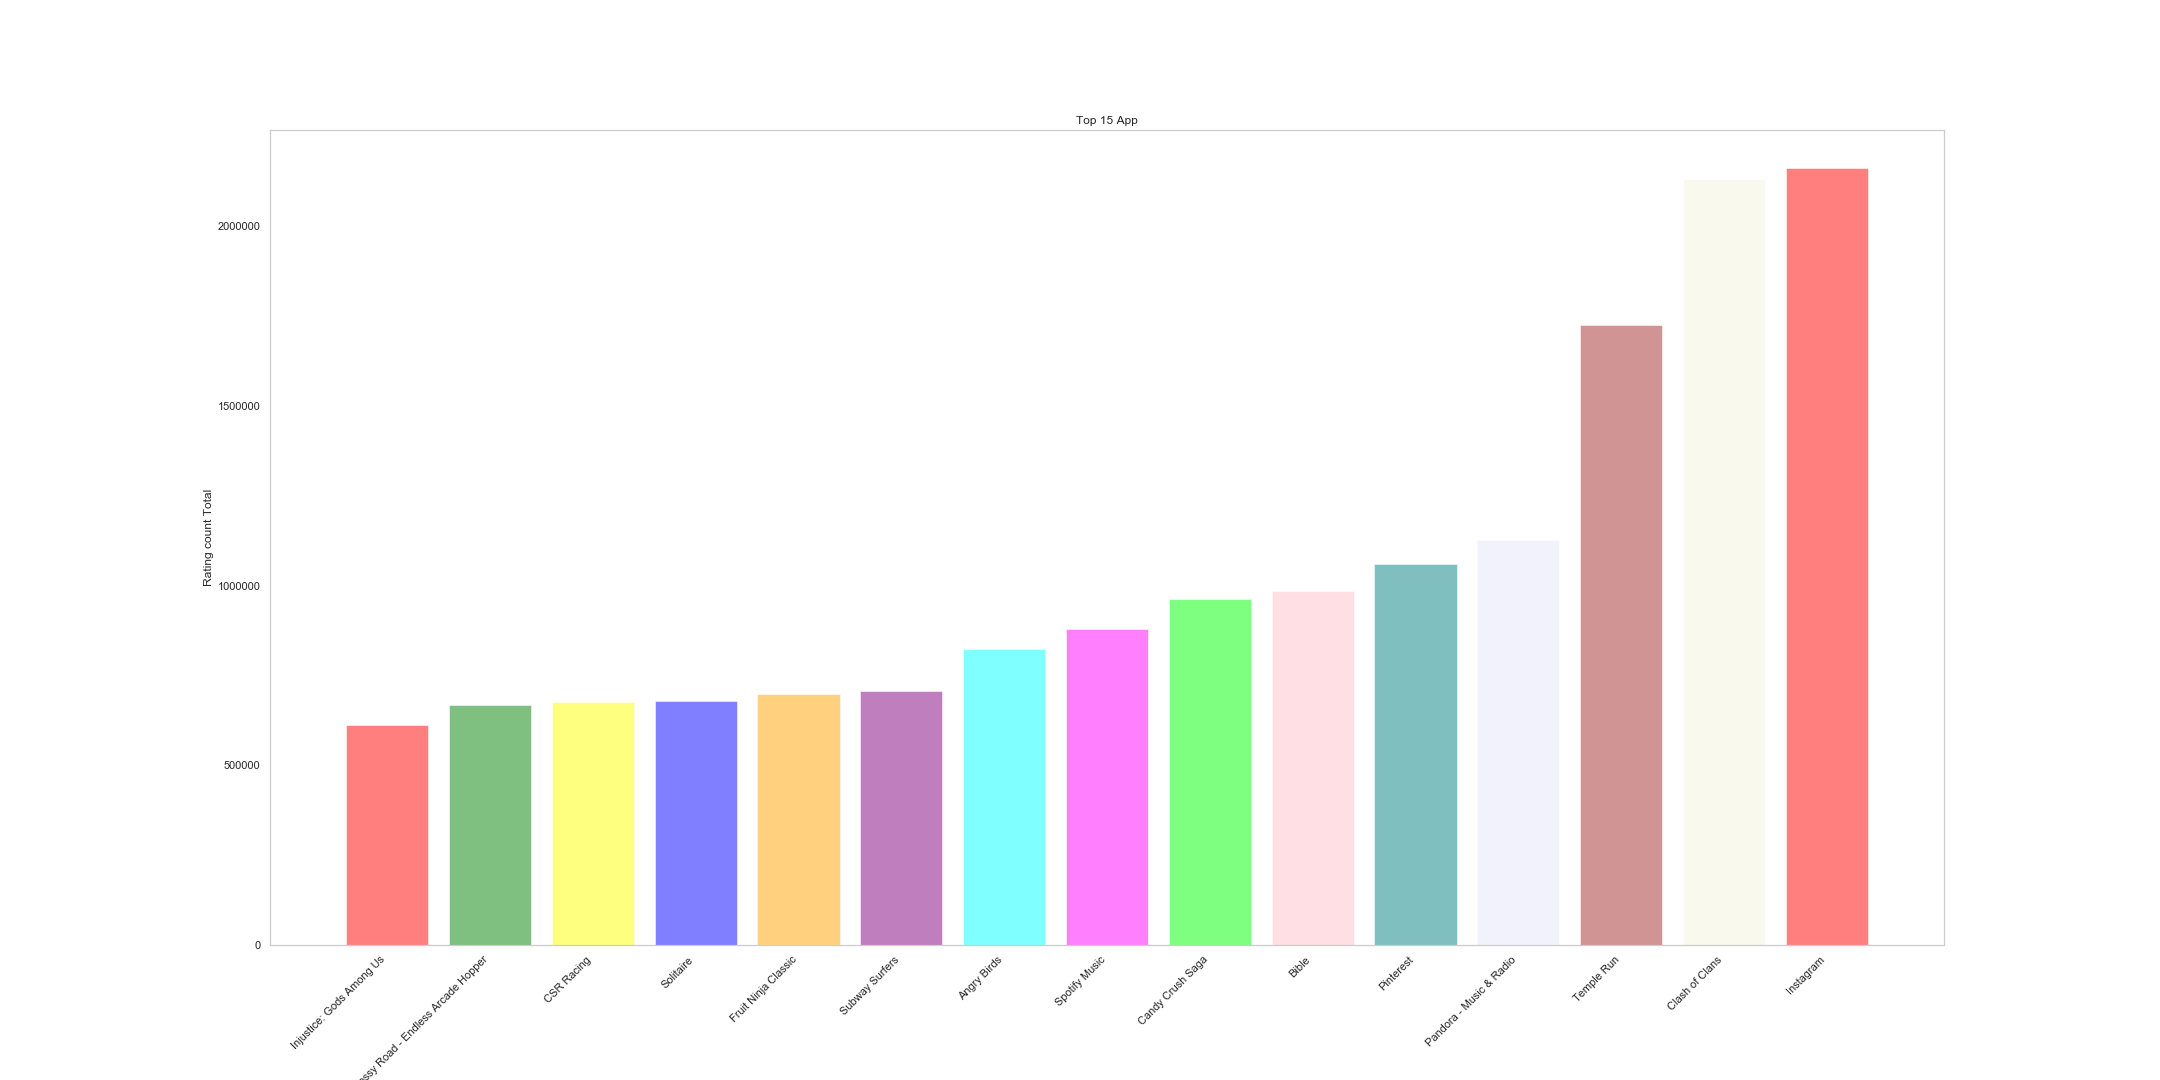 Top 15 App
Rating count Total
2000000
1500000
1000000
500000
0
Injustice: Gods Among Us
Road - Endless Arcade Hopper
CSR Racing
Solitaire
Fruit Ninja Classic
Subway Surfers
Angry Birds
Spotify Music
Candy Crush Saga
Bible
Pinterest
Pandora - Music & Radio
Temple Run
Clash of Clans
Instagram